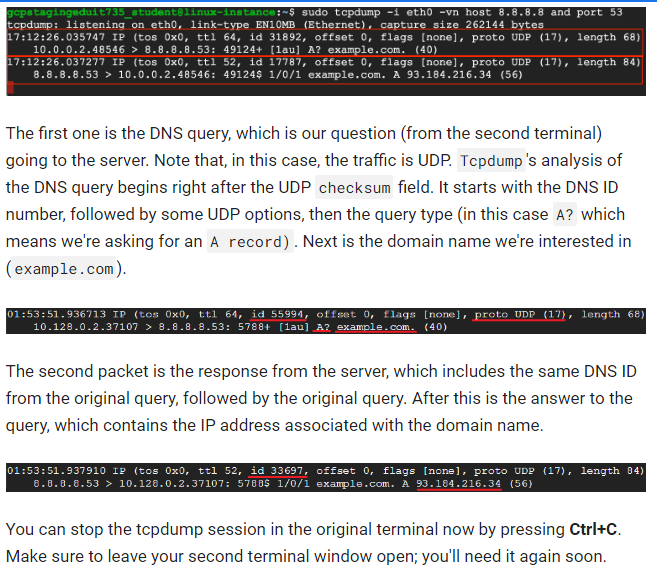 gcpstagingeduit735_student@linux-instance:~$ sudo tcpdump -i eth0 -vn host 8.8.8.8 and port 53
tcpdump: listening on eth0, link-type EN10MB (Ethernet), capture size 262144 bytes
17:12:26.035747 IP (tos 0x0, ttl 64, id 31892, offset 0, flags [none], proto UDP (17), length 68)
10.0.0.2.48546 > 8.8.8.8.53: 49124+ [1au] A? example.com. (40)
17:12:26.037277 IP (tos 0x0, ttl 52, id 17787, offset 0, flags [none], proto UDP (17), length 84)
8.8.8.8.53 > 10.0.0.2.48546: 49124$ 1/0/1 example.com. A 93.184.216.34 (56)
The first one is the DNS query, which is our question (from the second terminal)
going to the server. Note that, in this case, the traffic is UDP. Tcpdump's analysis of
the DNS query begins right after the UDP checksum field. It starts with the DNS ID
number, followed by some UDP options, then the query type (in this case A? which
means we're asking for an A record). Next is the domain name we're interested in
(example.com).
01:53:51.936713 IP (tos 0x0, ttl 64, id 55994, offset 0, flags [none], proto UDP (17), length 68)
10.128.0.2.37107 > 8.8.8.8.53: 5788+ [1au] A? example.com. (40)
The second packet is the response from the server, which includes the same DNS ID
from the original query, followed by the original query. After this is the answer to the
query, which contains the IP address associated with the domain name.
01:53:51.937910 IP (tos 0x0, ttl 52, id 33697, offset 0, flags [none], proto UDP (17), length 84)
8.8.8.8.53 > 10.128.0.2.37107: 5788$ 1/0/1 example.com. A 93.184.216.34 (56)
You can stop the tcpdump session in the original terminal now by pressing Ctrl+C.
Make sure to leave your second terminal window open; you'll need it again soon.